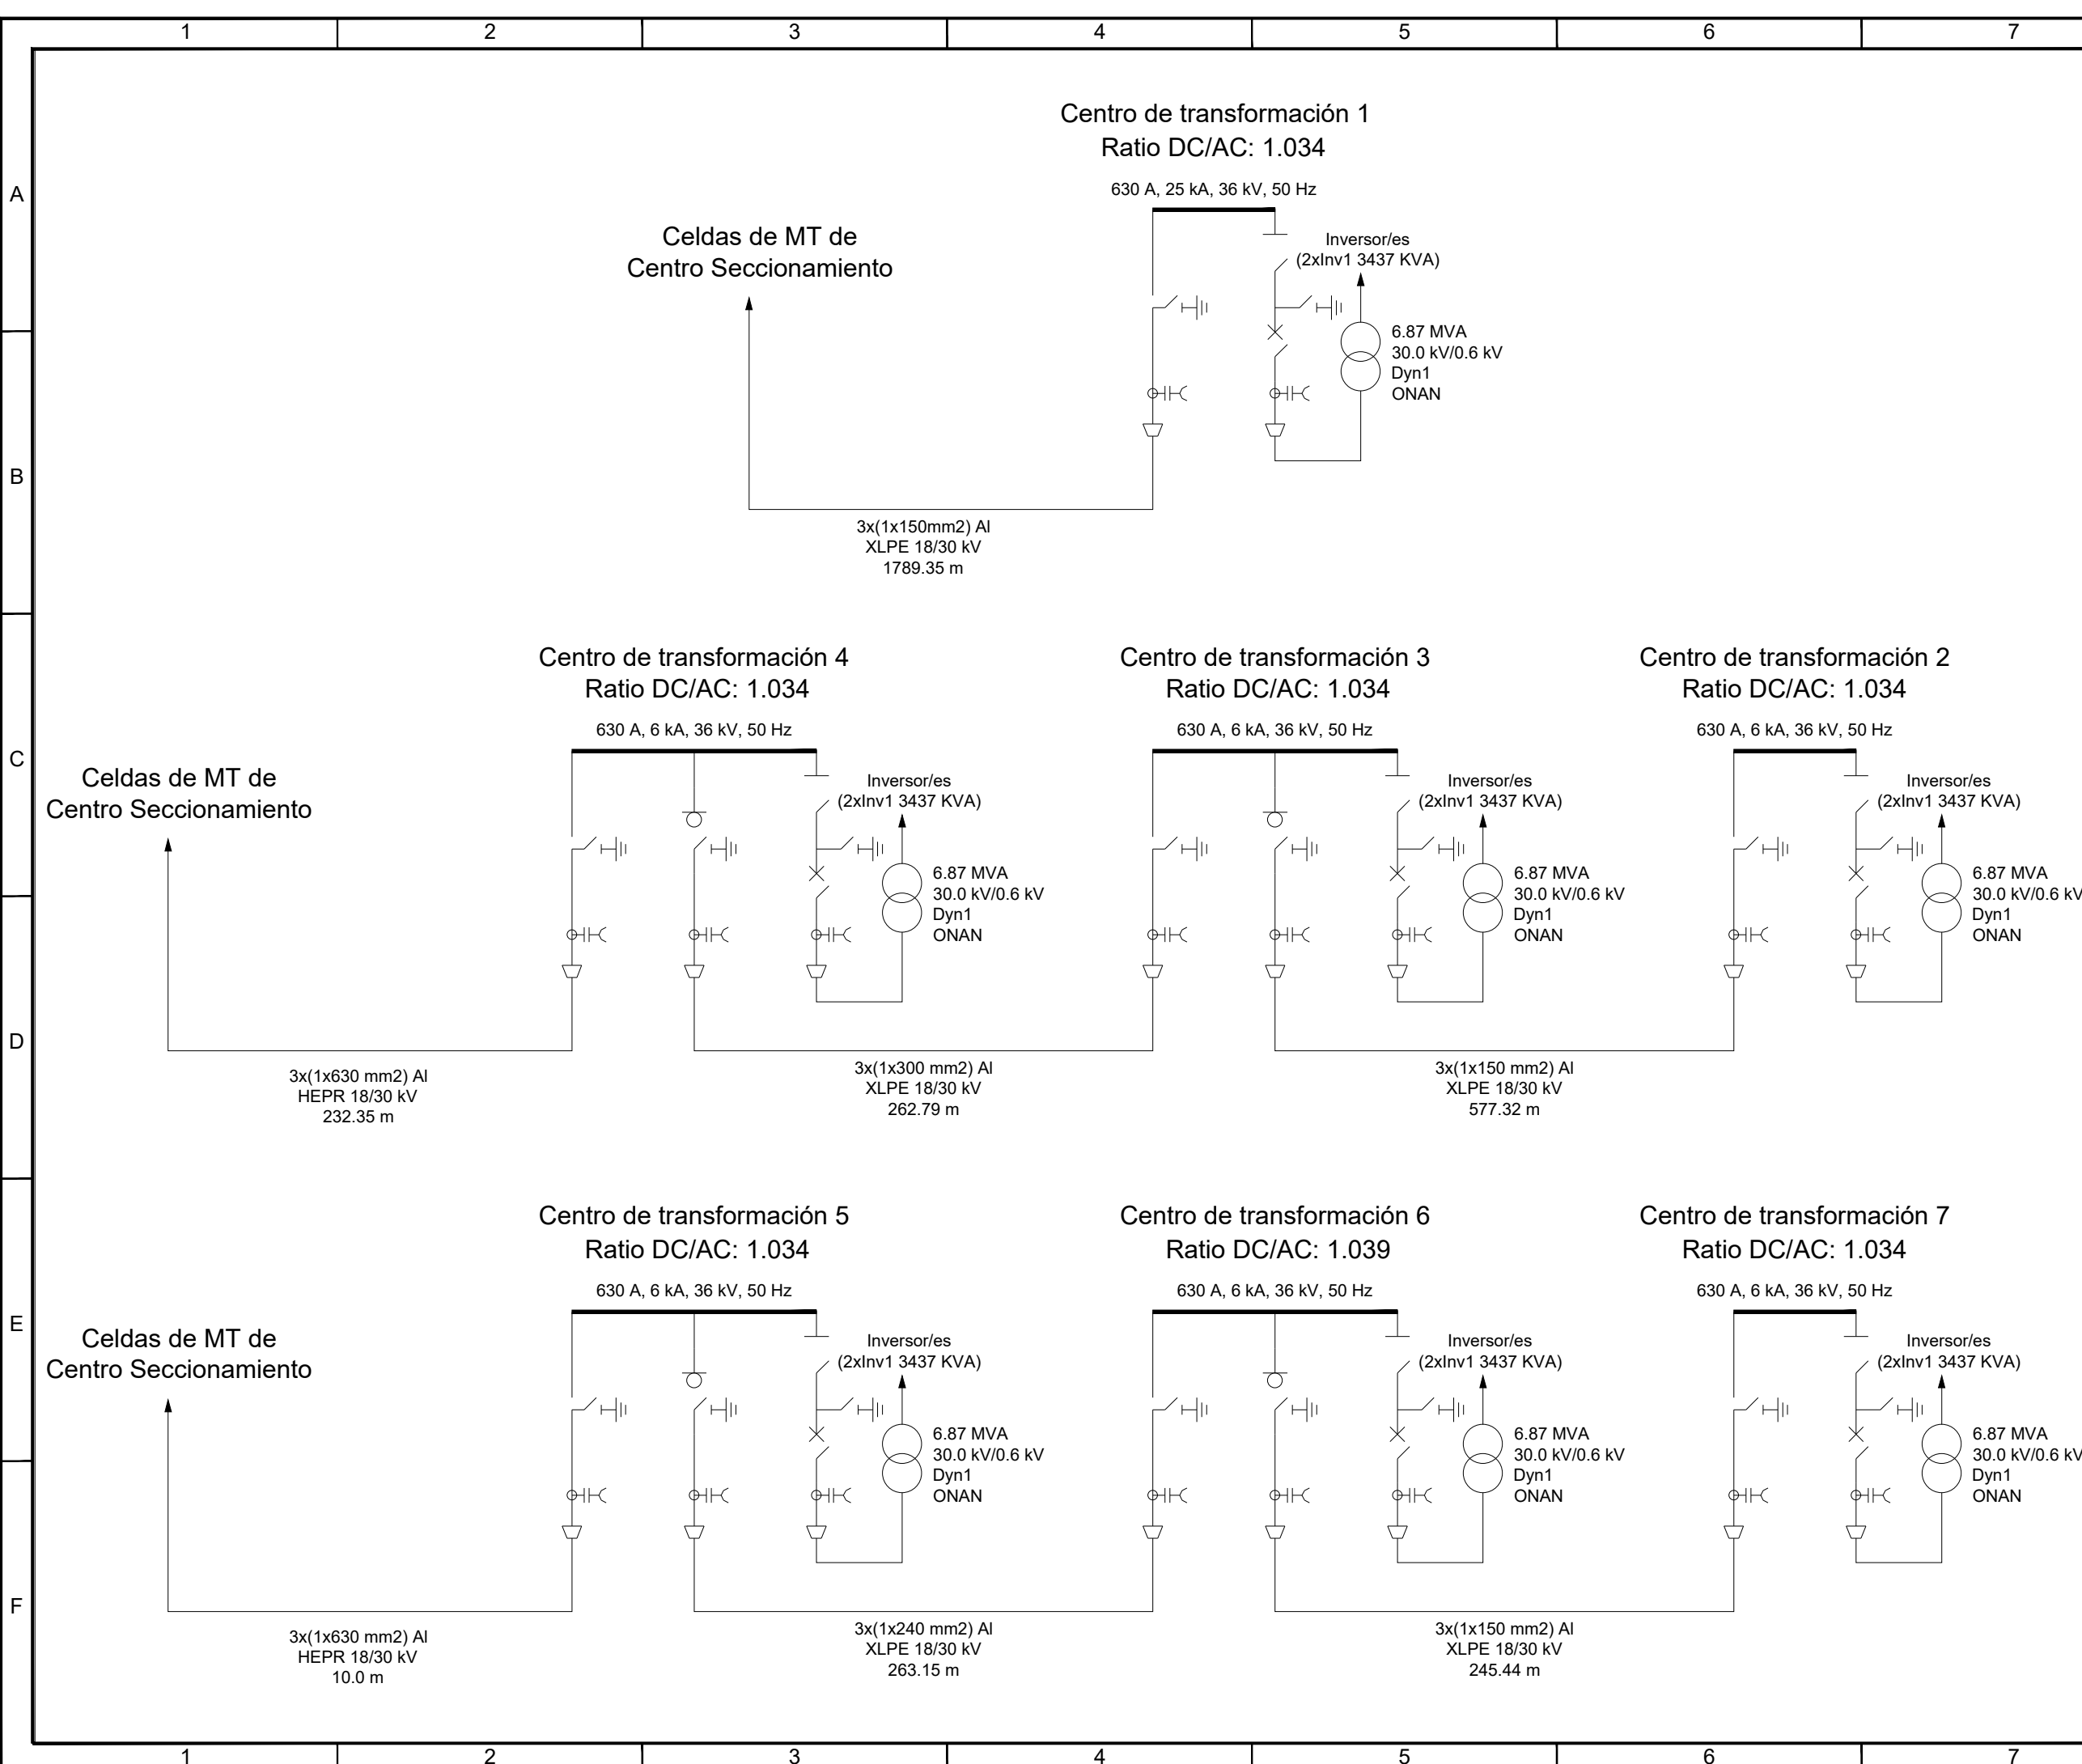 1 2 3 4 5 6 7
A
B
C
D
E
F
Centro de transformación 1
Ratio DC/AC: 1.034
630 A, 25 kA, 36 kV, 50 Hz
Celdas de MT de
Centro Seccionamiento
Inversor/es
(2xInv1 3437 KVA)
6.87 MVA
30.0 kV/0.6 kV
Dyn1
ONAN
3x(1x150mm2) Al
XLPE 18/30 kV
1789.35 m
Celdas de MT de
Centro Seccionamiento
3x(1x630 mm2) Al
HEPR 18/30 kV
232.35 m
Centro de transformación 4
Ratio DC/AC: 1.034
630 A, 6 kA, 36 kV, 50 Hz
Inversor/es
(2xInv1 3437 KVA)
6.87 MVA
30.0 kV/0.6 kV
Dyn1
ONAN
3x(1x300 mm2) Al
XLPE 18/30 kV
262.79 m
Centro de transformación 3
Ratio DC/AC: 1.034
630 A, 6 kA, 36 kV, 50 Hz
Inversor/es
(2xInv1 3437 KVA)
6.87 MVA
30.0 kV/0.6 kV
Dyn1
ONAN
3x(1x150 mm2) Al
XLPE 18/30 kV
577.32 m
Centro de transformación 2
Ratio DC/AC: 1.034
630 A, 6 kA, 36 kV, 50 Hz
Inversor/es
(2xInv1 3437 KVA)
6.87 MVA
30.0 kV/0.6 kV
Dyn1
ONAN
Celdas de MT de
Centro Seccionamiento
3x(1x630 mm2) Al
HEPR 18/30 kV
10.0 m
Centro de transformación 5
Ratio DC/AC: 1.034
630 A, 6 kA, 36 kV, 50 Hz
Inversor/es
(2xInv1 3437 KVA)
6.87 MVA
30.0 kV/0.6 kV
Dyn1
ONAN
3x(1x240 mm2) Al
XLPE 18/30 kV
263.15 m
Centro de transformación 6
Ratio DC/AC: 1.039
630 A, 6 kA, 36 kV, 50 Hz
Inversor/es
(2xInv1 3437 KVA)
6.87 MVA
30.0 kV/0.6 kV
Dyn1
ONAN
3x(1x150 mm2) Al
XLPE 18/30 kV
245.44 m
Centro de transformación 7
Ratio DC/AC: 1.034
630 A, 6 kA, 36 kV, 50 Hz
Inversor/es
(2xInv1 3437 KVA)
6.87 MVA
30.0 kV/0.6 kV
Dyn1
ONAN
1 2 3 4 5 6 7